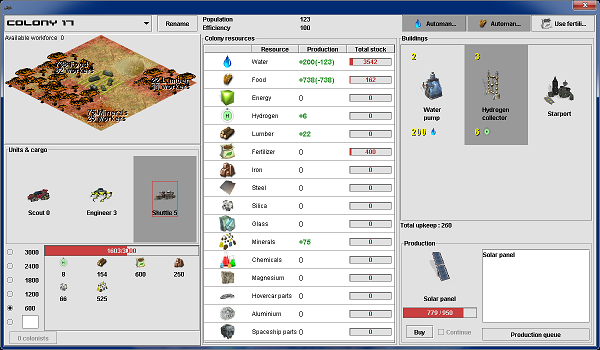 COLONY 17
Rename
Population 123
Efficiency 100
Automan...
Automan...
Use fertili...
Available workforce 0
22 Lumber
75 Minerals
Units & cargo
Scout 0
Engineer 3
Shuttle 5
1603/3000
3000
2400
1800
1200
600
8 154 600 250
66 525
0 colonists
Colony resources
Resource Production Total stock
Water +200(-123) 3542
Food +738(-738) 162
Energy 0 0
Hydrogen +6 0
Lumber +22 0
Fertilizer 0 400
Iron 0 0
Steel 0 0
Silica 0 0
Glass 0 0
Minerals +75 0
Chemicals 0 0
Magnesium 0 0
Hovercar parts 0 0
Aluminium 0 0
Spaceship parts 0 0
Buildings
2 3
Water pump
Hydrogen collector
Starport
200 6
Total upkeep : 260
Production
Solar panel
779 / 950
Buy
Continue
Solar panel
Production queue